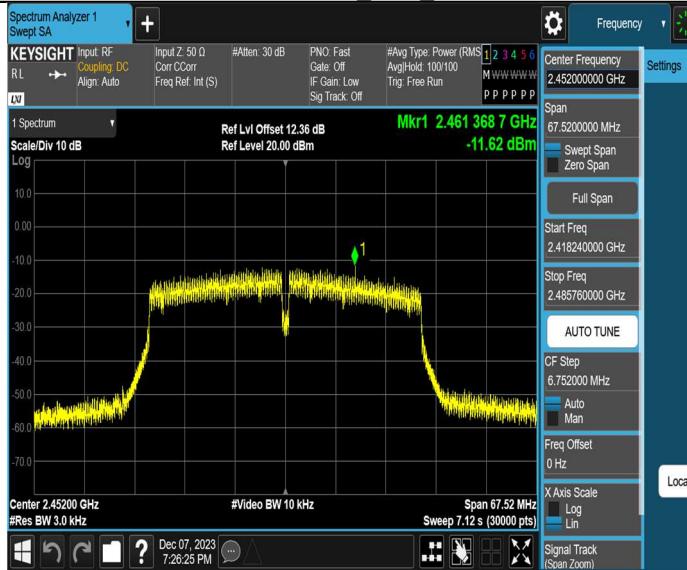 Spectrum Analyzer 1
Swept SA
Frequency
KEYSIGHT
R L
LXI
Input: RF
Coupling: DC
Align: Auto
Input Z: 50 Ω
Corr CCorr
Freq Ref: Int (S)
#Atten: 30 dB
PNO: Fast
Gate: Off
IF Gain: Low
Sig Track: Off
#Avg Type: Power (RMS
Avg|Hold: 100/100
Trig: Free Run
1 2 3 4 5 6
M W W W W W
P P P P P P
1 Spectrum
Scale/Div 10 dB
Log
Ref Lvl Offset 12.36 dB
Ref Level 20.00 dBm
Mkr1 2.461 368 7 GHz
-11.62 dBm
10.0
0.00
-10.0
-20.0
-30.0
-40.0
-50.0
-60.0
-70.0
1
Center 2.45200 GHz
#Res BW 3.0 kHz
#Video BW 10 kHz
Span 67.52 MHz
Sweep 7.12 s (30000 pts)
Dec 07, 2023
7:26:25 PM
Center Frequency
2.452000000 GHz
Span
67.5200000 MHz
Swept Span
Zero Span
Full Span
Start Freq
2.418240000 GHz
Stop Freq
2.485760000 GHz
AUTO TUNE
CF Step
6.752000 MHz
Auto
Man
Freq Offset
0 Hz
X Axis Scale
Log
Lin
Signal Track
(Span Zoom)
Settings
Loca